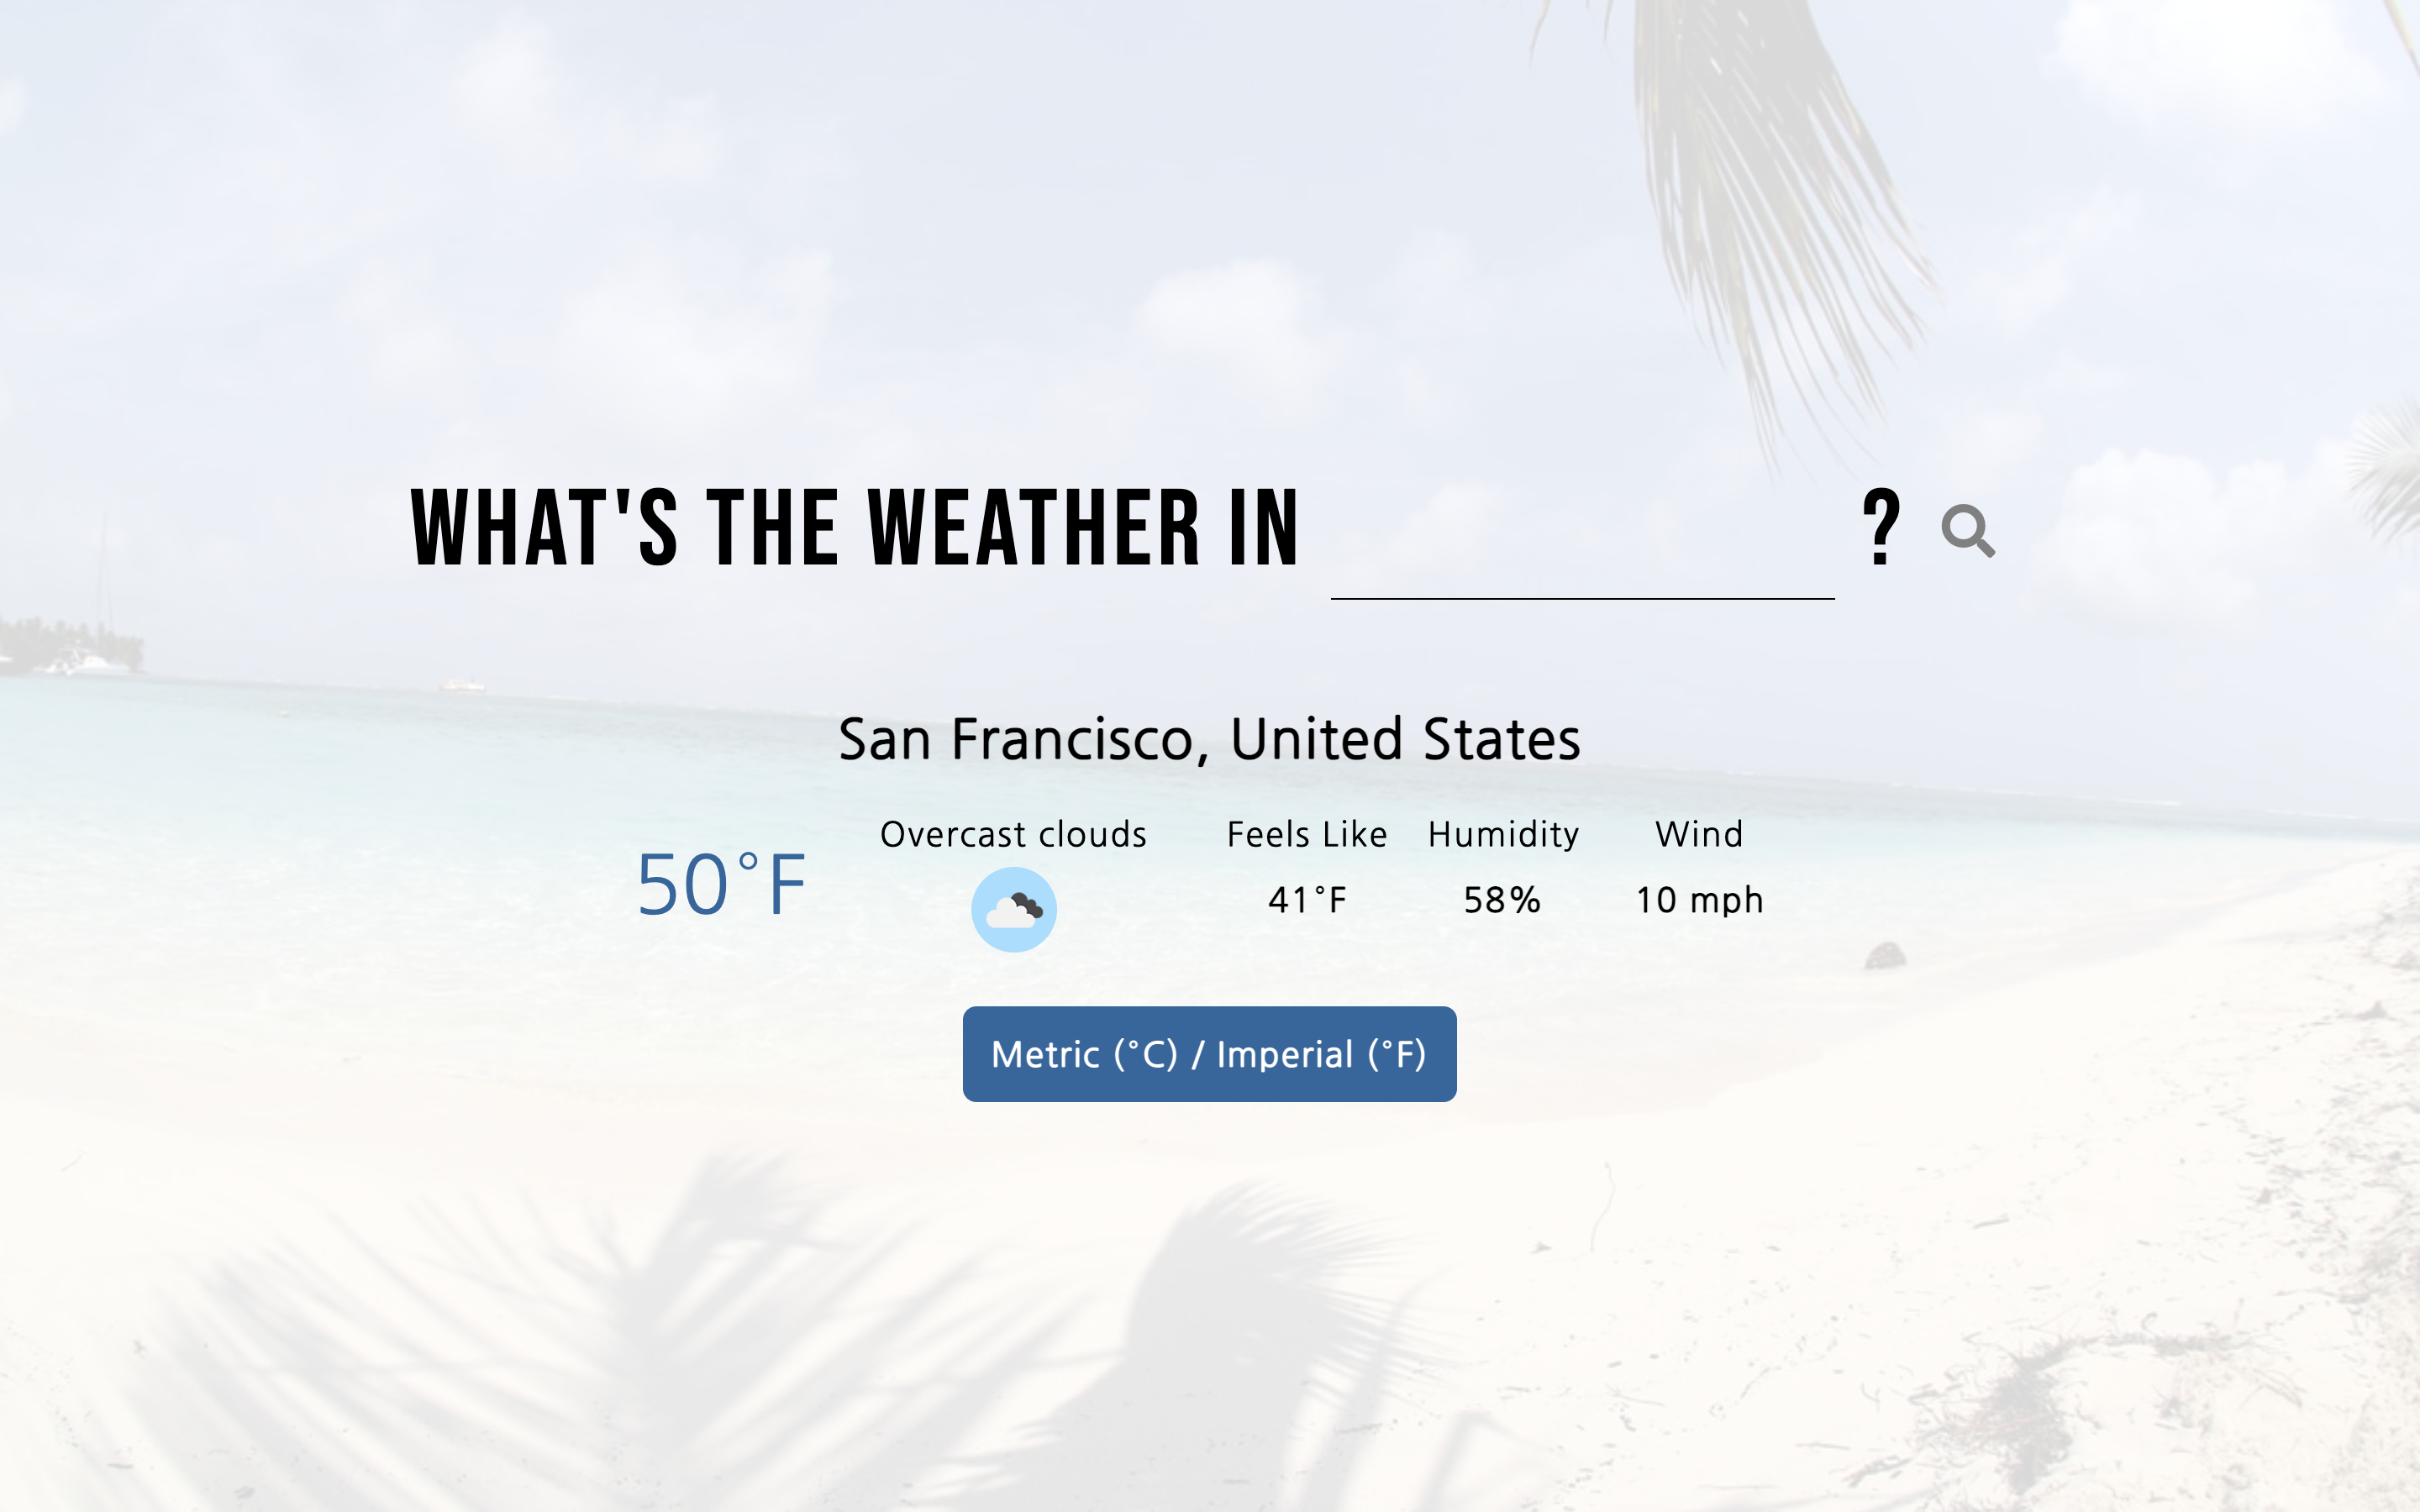 WHAT'S THE WEATHER IN ?
San Francisco, United States
50°F
Overcast clouds
Feels Like
41°F
Humidity
58%
Wind
10 mph
Metric (°C) / Imperial (°F)